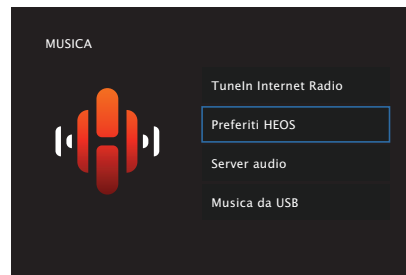 MUSICA
TuneIn Internet Radio
Preferiti HEOS
Server audio
Musica da USB